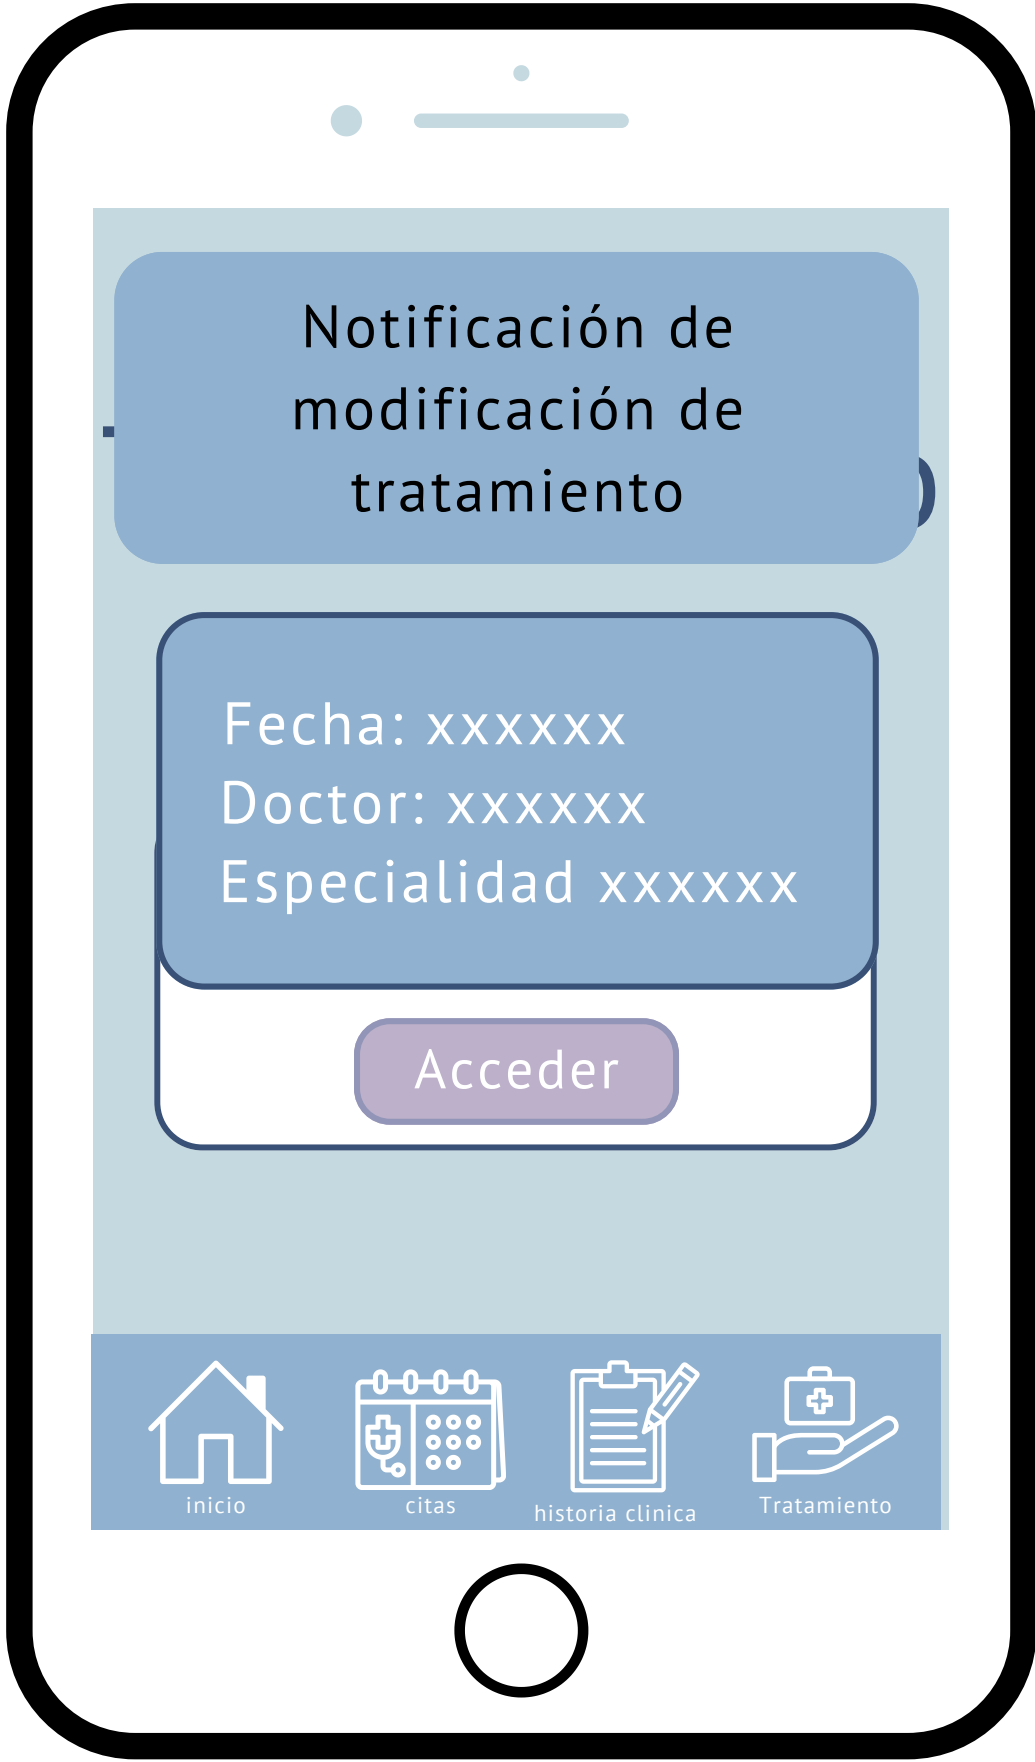 Notificación de
modificación de
tratamiento
Fecha: xxxxxx
Doctor: xxxxxx
Especialidad xxxxxx
Acceder
inicio
citas
historia clinica
Tratamiento